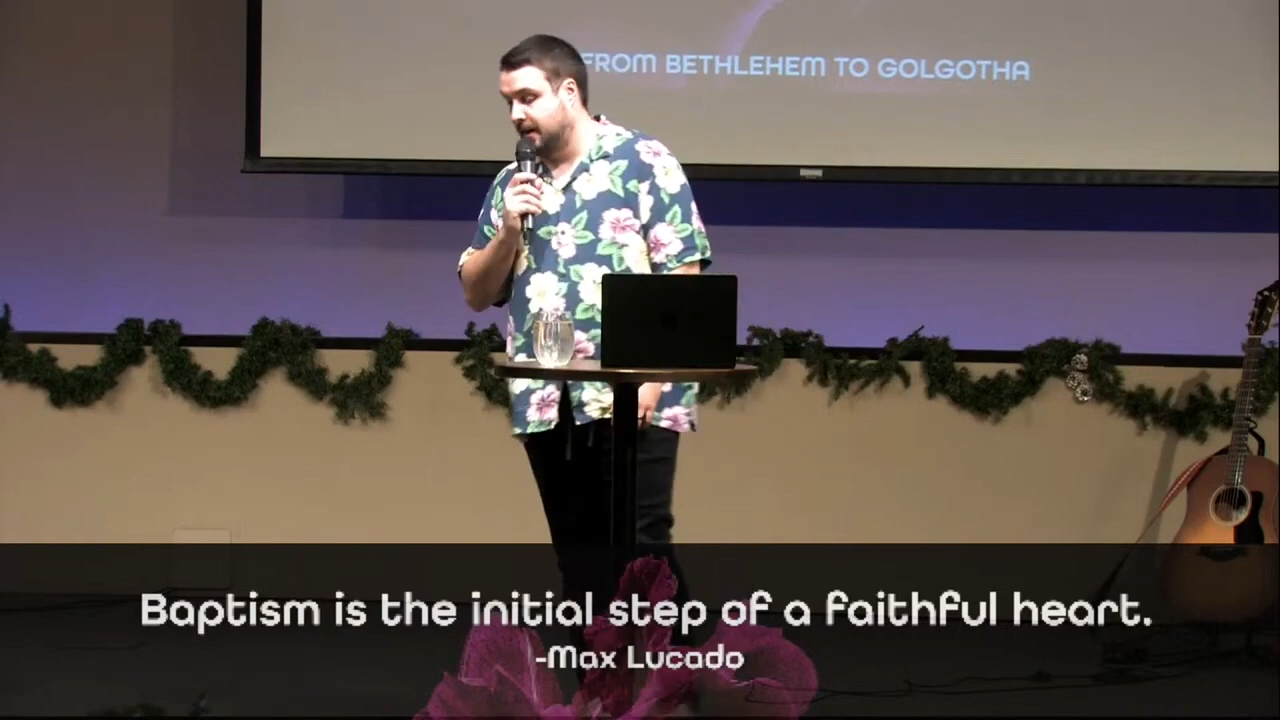 FROM BETHLEHEM TO GOLGOTHA
Baptism is the initial step of a faithful heart.
-Max Lucado